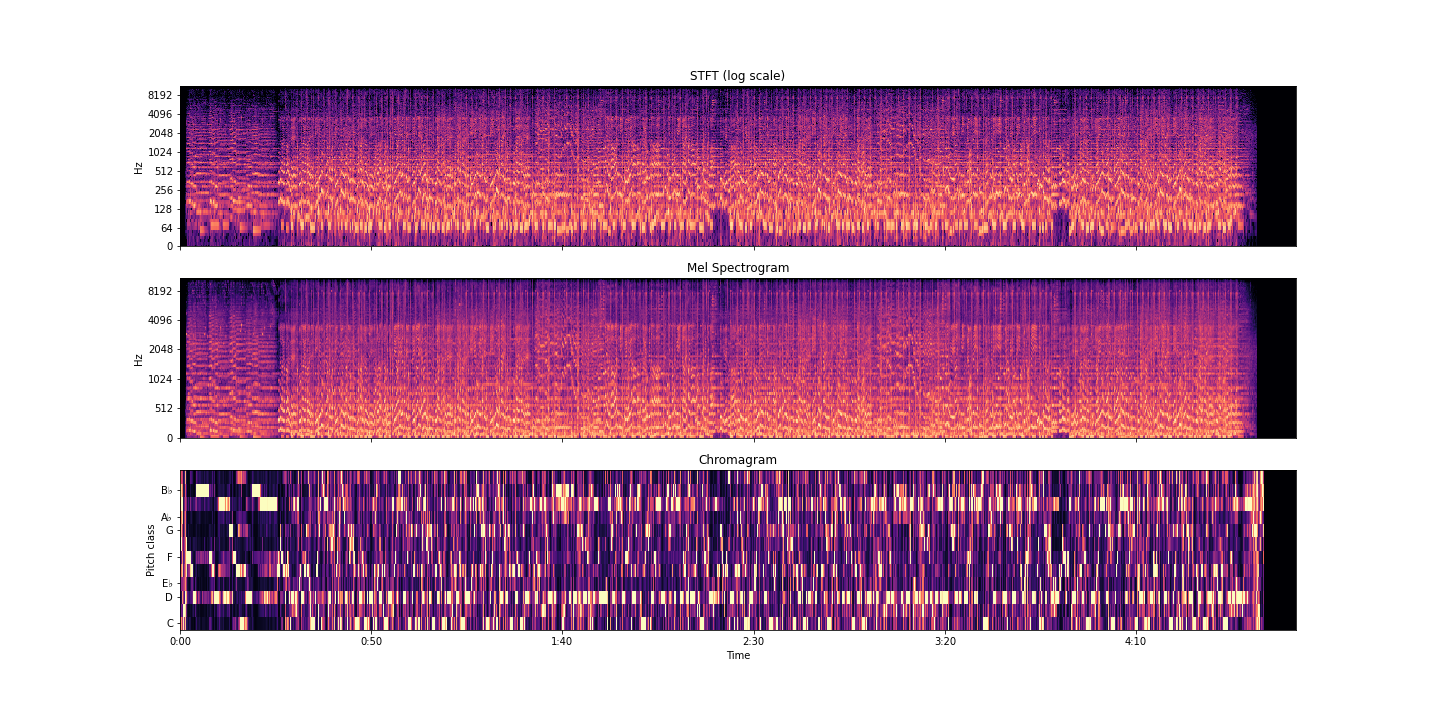 STFT (log scale)
8192
4096
2048
1024
512
256
128
64
0
Hz
Mel Spectrogram
8192
4096
2048
1024
512
0
Hz
Chromagram
B♭
A♭
G
F
E♭
D
C
Pitch class
0:00 0:50 1:40 2:30 3:20 4:10
Time